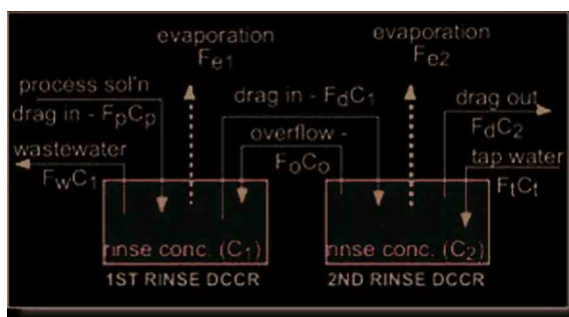 evaporation
Fe1
evaporation
Fe2
process sol'n
drag in - FpCp
drag in - FdC1
drag out
FdC2
wastewater
FwC1
overflow -
FoCo
tap water
FtCt
rinse conc. (C1)
rinse conc. (C2)
1ST RINSE DCCR
2ND RINSE DCCR